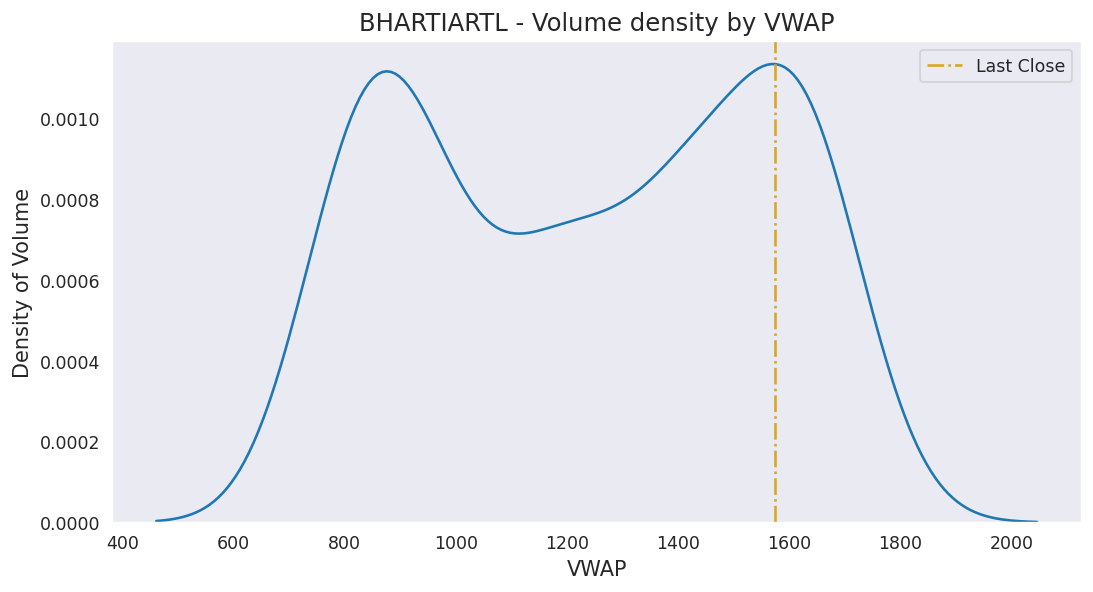 BHARTIARTL - Volume density by VWAP
Last Close
Density of Volume
0.0010
0.0008
0.0006
0.0004
0.0002
0.0000
400 600 800 1000 1200 1400 1600 1800 2000
VWAP